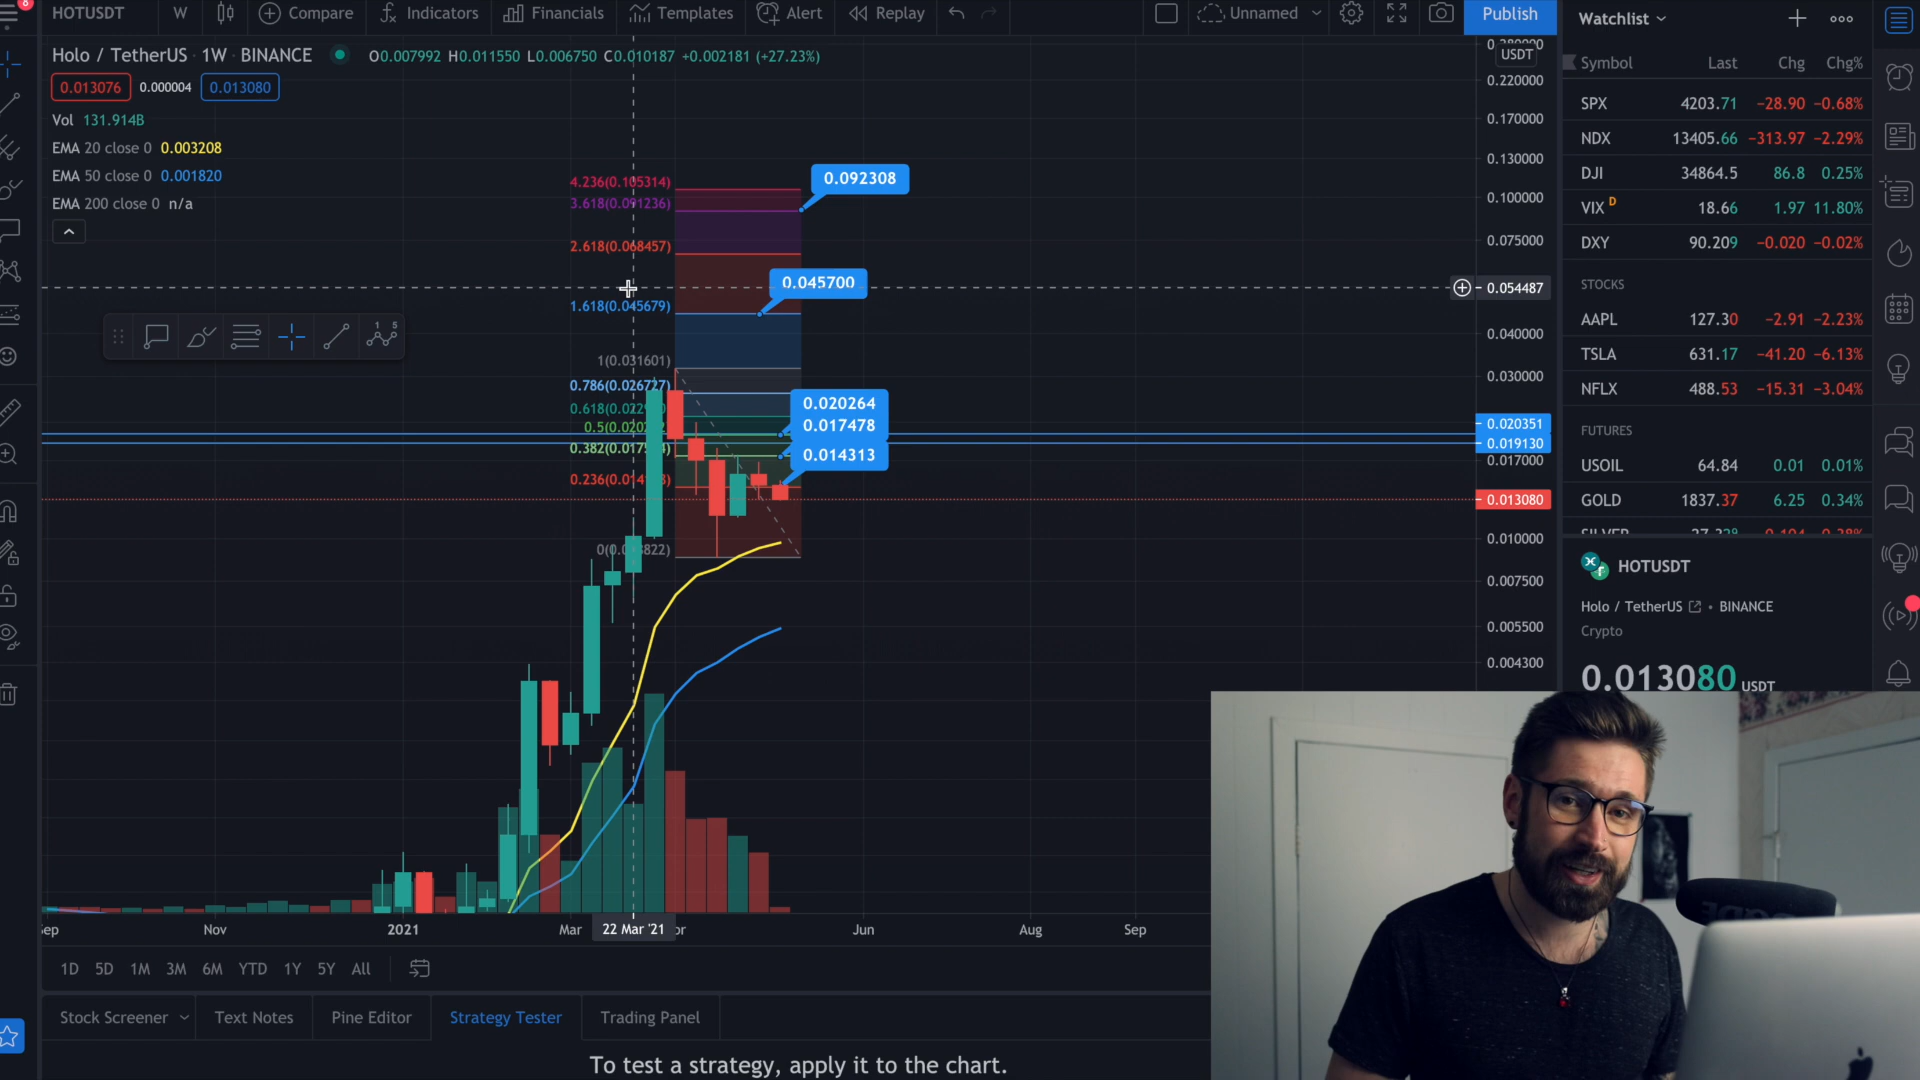 HOTUSDT W Compare Indicators Financials Templates Alert Replay Unnamed Publish
Holo / TetherUS · 1W · BINANCE O0.007992 H0.011550 L0.006750 C0.010187 +0.002181 (+27.23%)
0.013076 0.000004 0.013080
Vol 131.914B
EMA 20 close 0 0.003208
EMA 50 close 0 0.001820
EMA 200 close 0 n/a
4.236(0.105314)
3.618(0.091236)
2.618(0.068457)
1.618(0.045679)
1(0.031601)
0.786(0.026727)
0.092308
0.045700
0.020264
0.017478
0.014313
USDT
0.220000
0.170000
0.130000
0.100000
0.075000
0.054487
0.040000
0.030000
0.020351
0.019130
0.017000
0.013080
0.010000
0.007500
0.005500
0.004300
Nov 2021 Mar 22 Mar '21 Jun Aug Sep
1D 5D 1M 3M 6M YTD 1Y 5Y All
Stock Screener Text Notes Pine Editor Strategy Tester Trading Panel
To test a strategy, apply it to the chart.
Watchlist
Symbol Last Chg Chg%
SPX 4203.71 −28.90 −0.68%
NDX 13405.66 −313.97 −2.29%
DJI 34864.5 86.8 0.25%
VIX D 18.66 1.97 11.80%
DXY 90.209 −0.020 −0.02%
STOCKS
AAPL 127.30 −2.91 −2.23%
TSLA 631.17 −41.20 −6.13%
NFLX 488.53 −15.31 −3.04%
FUTURES
USOIL 64.84 0.01 0.01%
GOLD 1837.37 6.25 0.34%
HOTUSDT
Holo / TetherUS • BINANCE
Crypto
0.013080 USDT